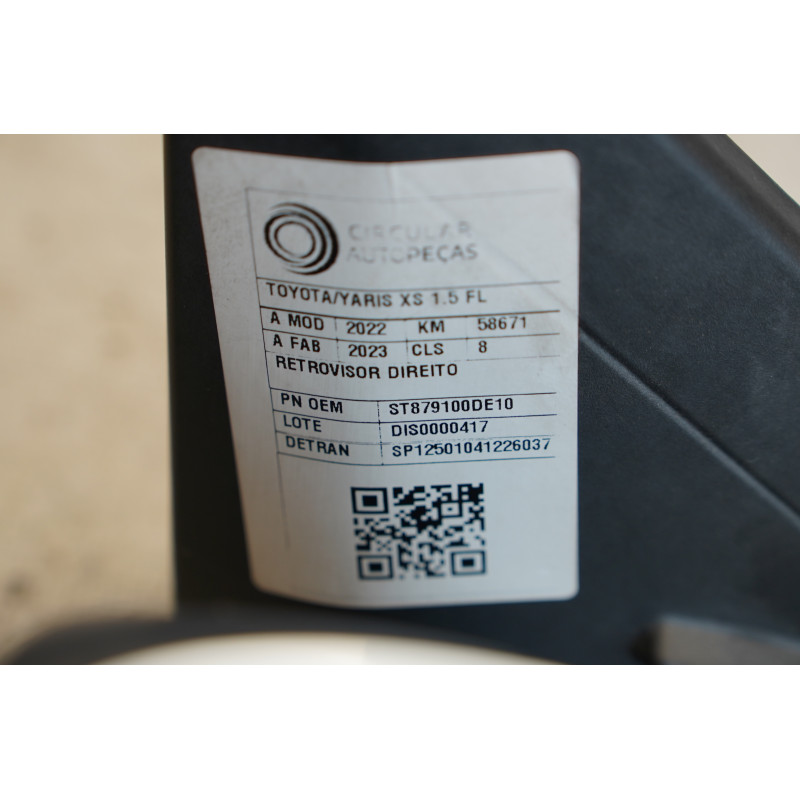 CIRCULAR
AUTOPEÇAS
TOYOTA/YARIS XS 1.5 FL
A MOD 2022 KM 58671
A FAB 2023 CLS 8
RETROVISOR DIREITO
PN OEM ST879100DE10
LOTE DIS0000417
DETRAN SP12501041226037